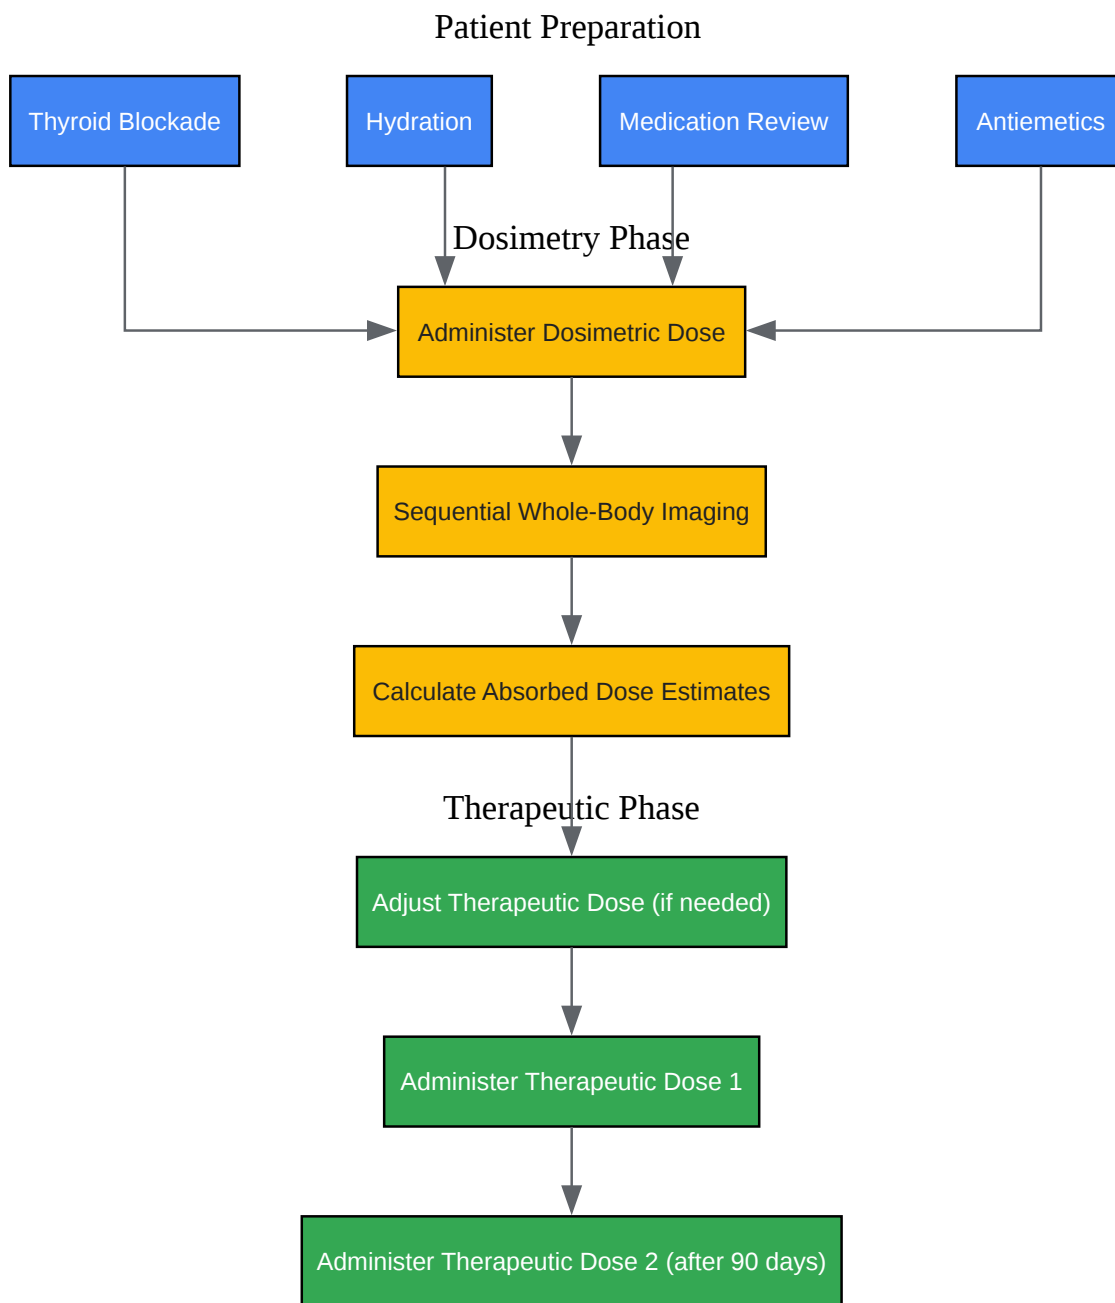 Patient Preparation
Thyroid Blockade
Hydration
Medication Review
Antiemetics
Dosimetry Phase
Administer Dosimetric Dose
Sequential Whole-Body Imaging
Calculate Absorbed Dose Estimates
Therapeutic Phase
Adjust Therapeutic Dose (if needed)
Administer Therapeutic Dose 1
Administer Therapeutic Dose 2 (after 90 days)